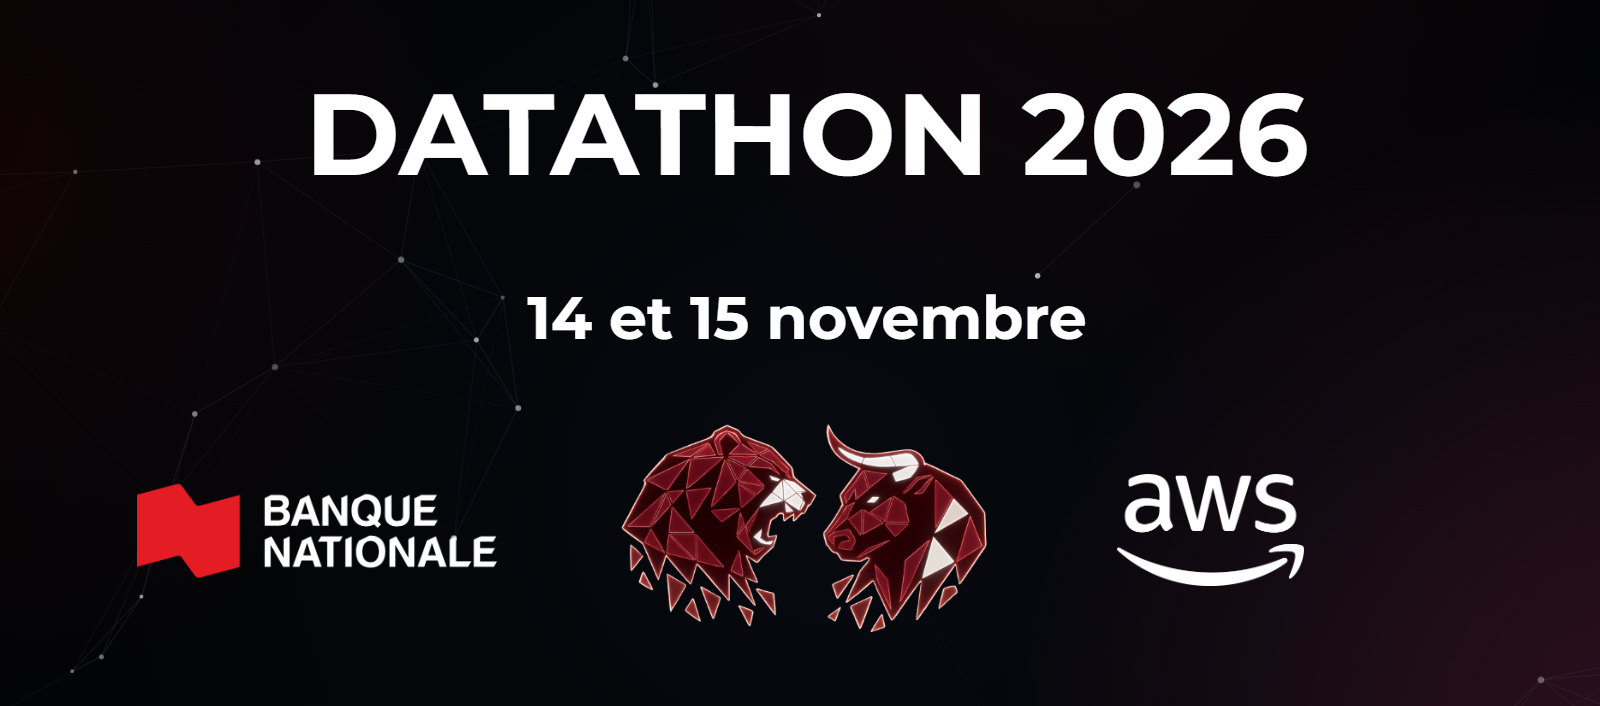 DATATHON 2026
14 et 15 novembre
BANQUE
NATIONALE
aws